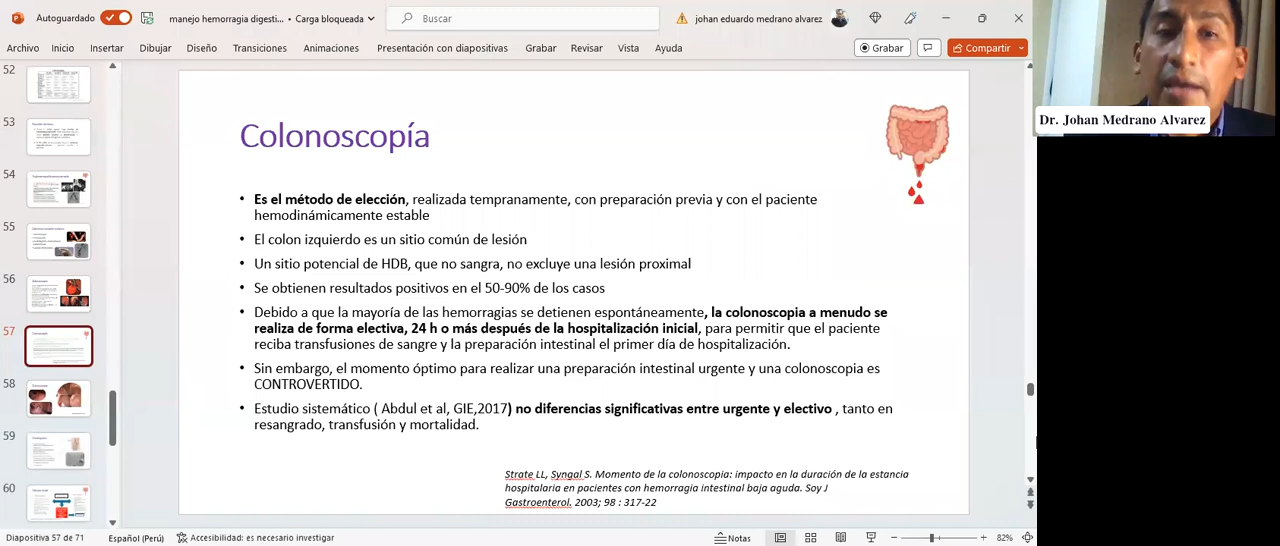 Autoguardado
manejo hemorragia digesti... • Carga bloqueada
Buscar
johan eduardo medrano alvarez
Archivo Inicio Insertar Dibujar Diseño Transiciones Animaciones Presentación con diapositivas Grabar Revisar Vista Ayuda
Grabar
Compartir
52
53
54
55
56
57
58
59
60
Colonoscopía
• Es el método de elección, realizada tempranamente, con preparación previa y con el paciente
hemodinámicamente estable
• El colon izquierdo es un sitio común de lesión
• Un sitio potencial de HDB, que no sangra, no excluye una lesión proximal
• Se obtienen resultados positivos en el 50-90% de los casos
• Debido a que la mayoría de las hemorragias se detienen espontáneamente, la colonoscopia a menudo se
realiza de forma electiva, 24 h o más después de la hospitalización inicial, para permitir que el paciente
reciba transfusiones de sangre y la preparación intestinal el primer día de hospitalización.
• Sin embargo, el momento óptimo para realizar una preparación intestinal urgente y una colonoscopia es
CONTROVERTIDO.
• Estudio sistemático ( Abdul et al, GIE,2017) no diferencias significativas entre urgente y electivo , tanto en
resangrado, transfusión y mortalidad.
Strate LL, Syngal S. Momento de la colonoscopia: impacto en la duración de la estancia
hospitalaria en pacientes con hemorragia intestinal baja aguda. Soy J
Gastroenterol. 2003; 98 : 317-22
Dr. Johan Medrano Alvarez
Diapositiva 57 de 71
Español (Perú)
Accesibilidad: es necesario investigar
Notas
82%